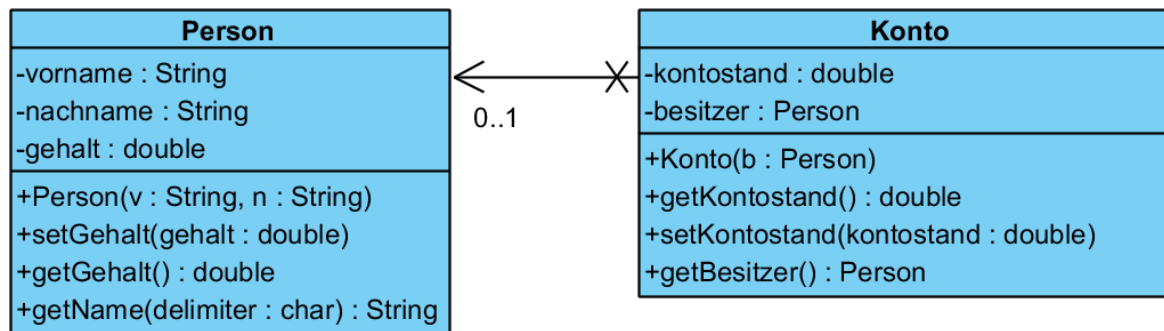 Person
-vorname : String
-nachname : String
-gehalt : double
+Person(v : String, n : String)
+setGehalt(gehalt : double)
+getGehalt() : double
+getName(delimiter : char) : String
0..1
Konto
-kontostand : double
-besitzer : Person
+Konto(b : Person)
+getKontostand() : double
+setKontostand(kontostand : double)
+getBesitzer() : Person